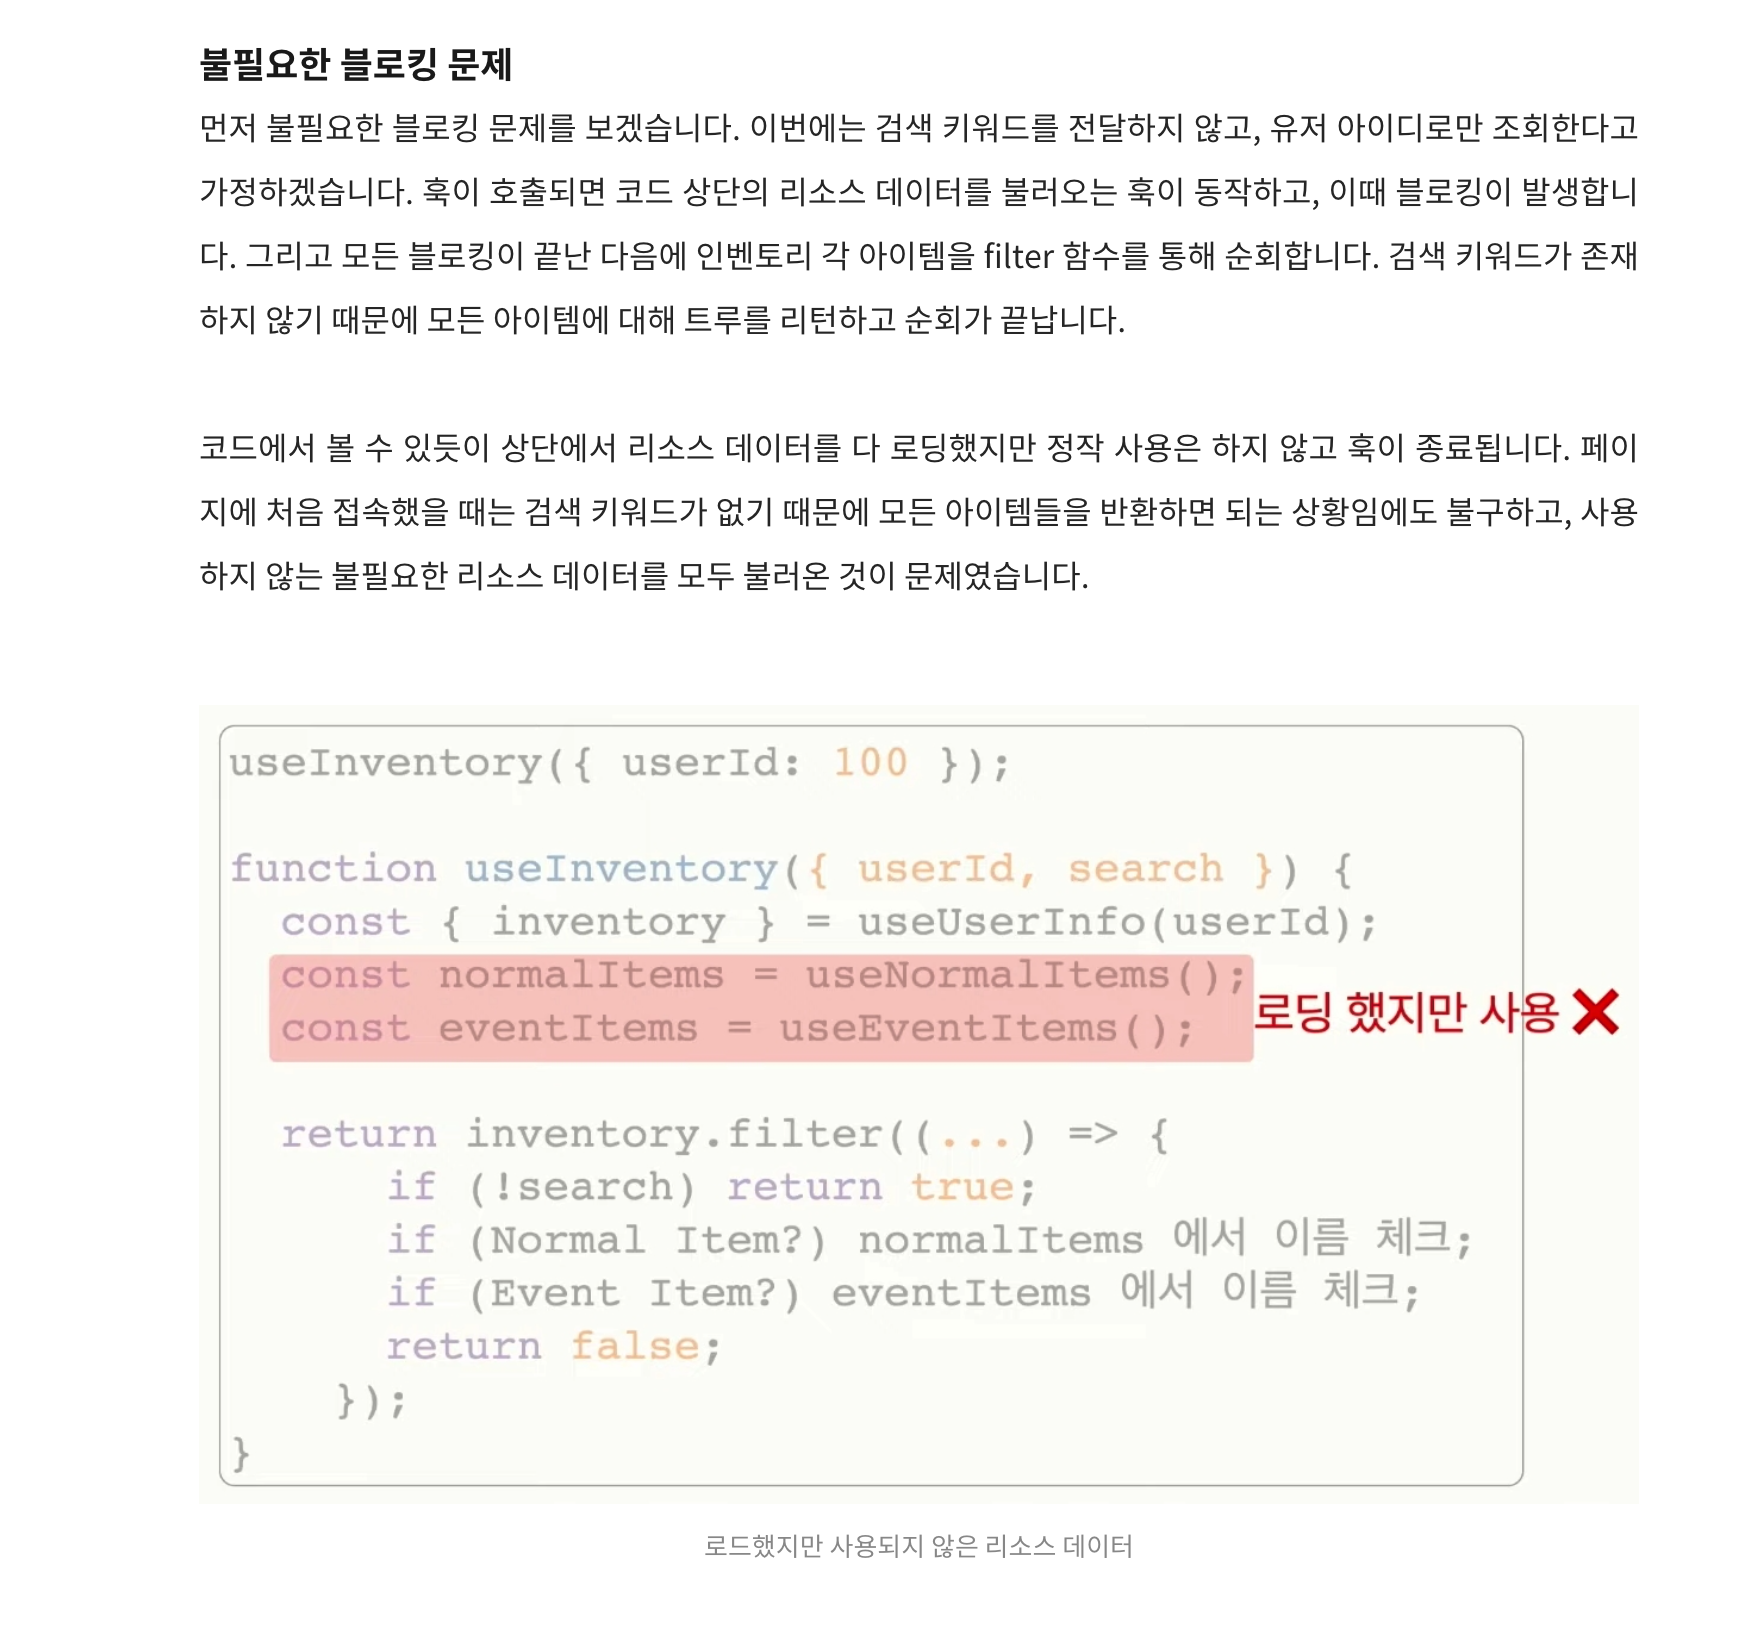 불필요한 블로킹 문제
먼저 불필요한 블로킹 문제를 보겠습니다. 이번에는 검색 키워드를 전달하지 않고, 유저 아이디로만 조회한다고
가정하겠습니다. 훅이 호출되면 코드 상단의 리소스 데이터를 불러오는 훅이 동작하고, 이때 블로킹이 발생합니
다. 그리고 모든 블로킹이 끝난 다음에 인벤토리 각 아이템을 filter 함수를 통해 순회합니다. 검색 키워드가 존재
하지 않기 때문에 모든 아이템에 대해 트루를 리턴하고 순회가 끝납니다.
코드에서 볼 수 있듯이 상단에서 리소스 데이터를 다 로딩했지만 정작 사용은 하지 않고 훅이 종료됩니다. 페이
지에 처음 접속했을 때는 검색 키워드가 없기 때문에 모든 아이템들을 반환하면 되는 상황임에도 불구하고, 사용
하지 않는 불필요한 리소스 데이터를 모두 불러온 것이 문제였습니다.
useInventory({ userId: 100 });
function useInventory({ userId, search }) {
const { inventory } = useUserInfo(userId);
const normalItems = useNormalItems();
const eventItems = useEventItems();
로딩 했지만 사용 ❌
return inventory.filter((...) => {
if (!search) return true;
if (Normal Item?) normalItems 에서 이름 체크;
if (Event Item?) eventItems 에서 이름 체크;
return false;
});
}
로드했지만 사용되지 않은 리소스 데이터